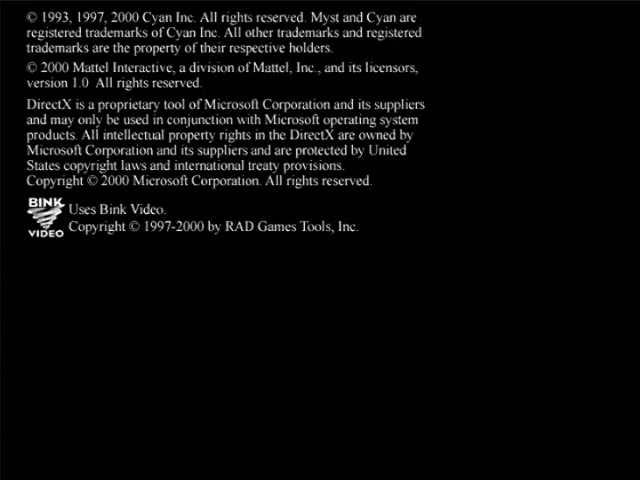 © 1993, 1997, 2000 Cyan Inc. All rights reserved. Myst and Cyan are
registered trademarks of Cyan Inc. All other trademarks and registered
trademarks are the property of their respective holders.
© 2000 Mattel Interactive, a division of Mattel, Inc., and its licensors,
version 1.0  All rights reserved.
DirectX is a proprietary tool of Microsoft Corporation and its suppliers
and may only be used in conjunction with Microsoft operating system
products. All intellectual property rights in the DirectX are owned by
Microsoft Corporation and its suppliers and are protected by United
States copyright laws and international treaty provisions.
Copyright © 2000 Microsoft Corporation. All rights reserved.
BINK
VIDEO
Uses Bink Video.
Copyright © 1997-2000 by RAD Games Tools, Inc.